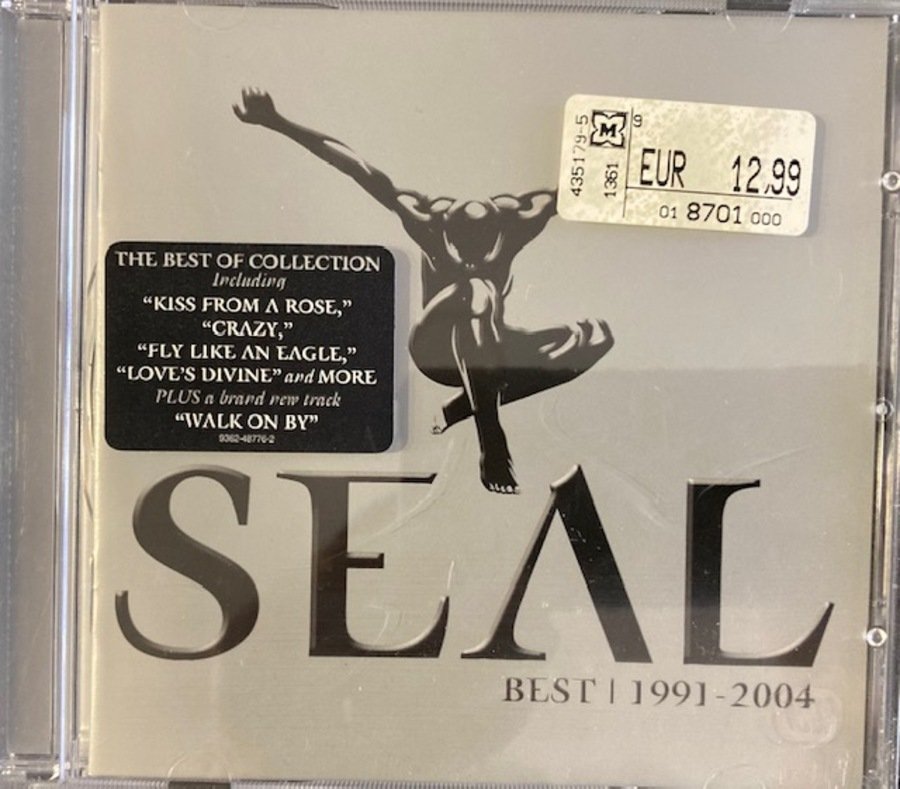 435179-5
1361
M
9
EUR 12,99
01 8701 000
THE BEST OF COLLECTION
Including
“KISS FROM A ROSE,”
“CRAZY,”
“FLY LIKE AN EAGLE,”
“LOVE’S DIVINE” and MORE
PLUS a brand new track
“WALK ON BY”
9362-48776-2
SEAL
BEST | 1991-2004